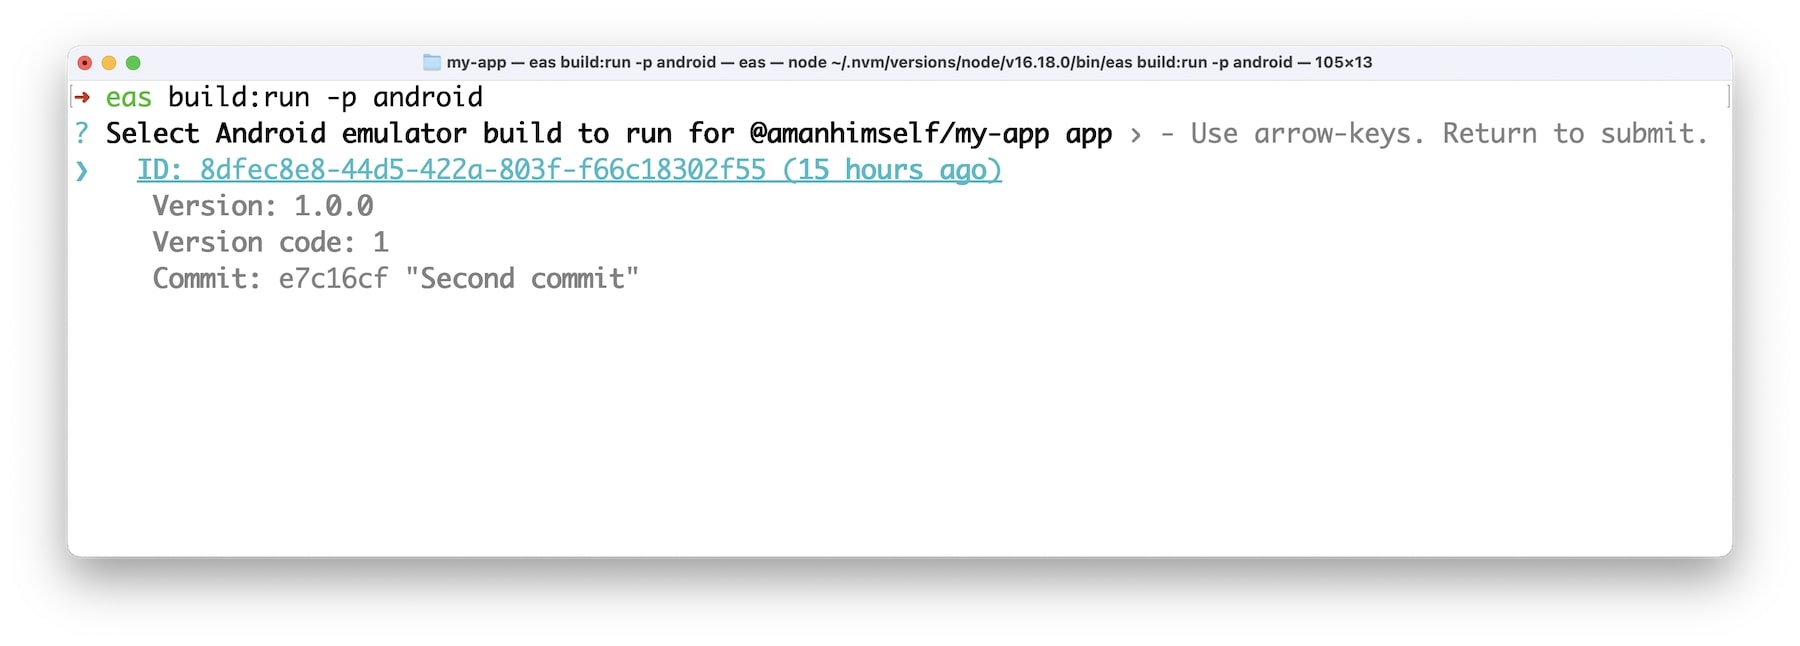 my-app — eas build:run -p android — eas — node ~/.nvm/versions/node/v16.18.0/bin/eas build:run -p android — 105×13
➜ eas build:run -p android
? Select Android emulator build to run for @amanhimself/my-app app › - Use arrow-keys. Return to submit.
❯ ID: 8dfec8e8-44d5-422a-803f-f66c18302f55 (15 hours ago)
Version: 1.0.0
Version code: 1
Commit: e7c16cf "Second commit"